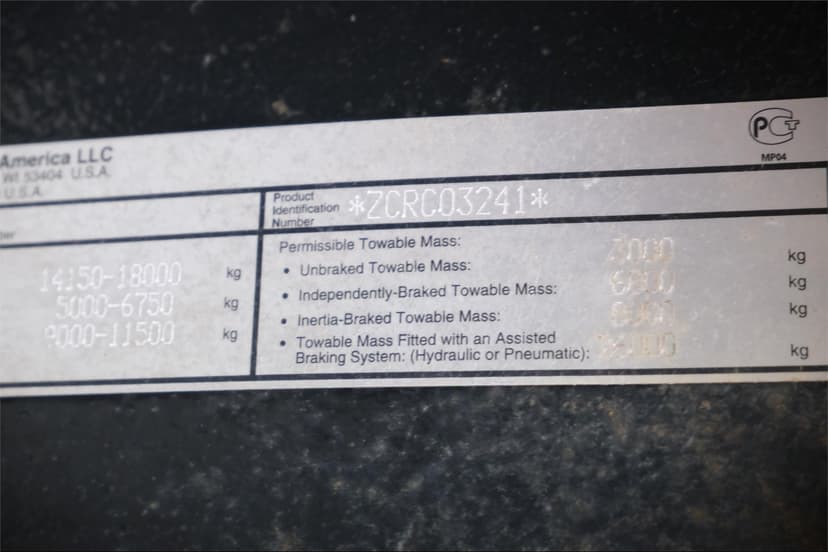 America LLC
WI 53404 U.S.A.
U.S.A.
PCT
MP04
Product
Identification
Number
*ZCRC03241*
14150-18000 kg
5000-6750 kg
9000-11500 kg
Permissible Towable Mass:
• Unbraked Towable Mass: 3000 kg
• Independently-Braked Towable Mass: kg
• Inertia-Braked Towable Mass: kg
• Towable Mass Fitted with an Assisted
Braking System: (Hydraulic or Pneumatic): kg